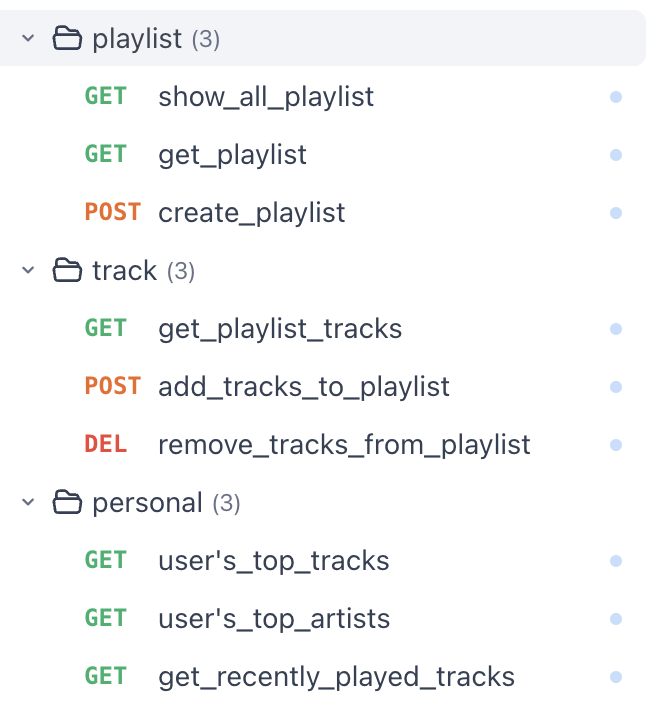 playlist (3)
GET show_all_playlist
GET get_playlist
POST create_playlist
track (3)
GET get_playlist_tracks
POST add_tracks_to_playlist
DEL remove_tracks_from_playlist
personal (3)
GET user's_top_tracks
GET user's_top_artists
GET get_recently_played_tracks